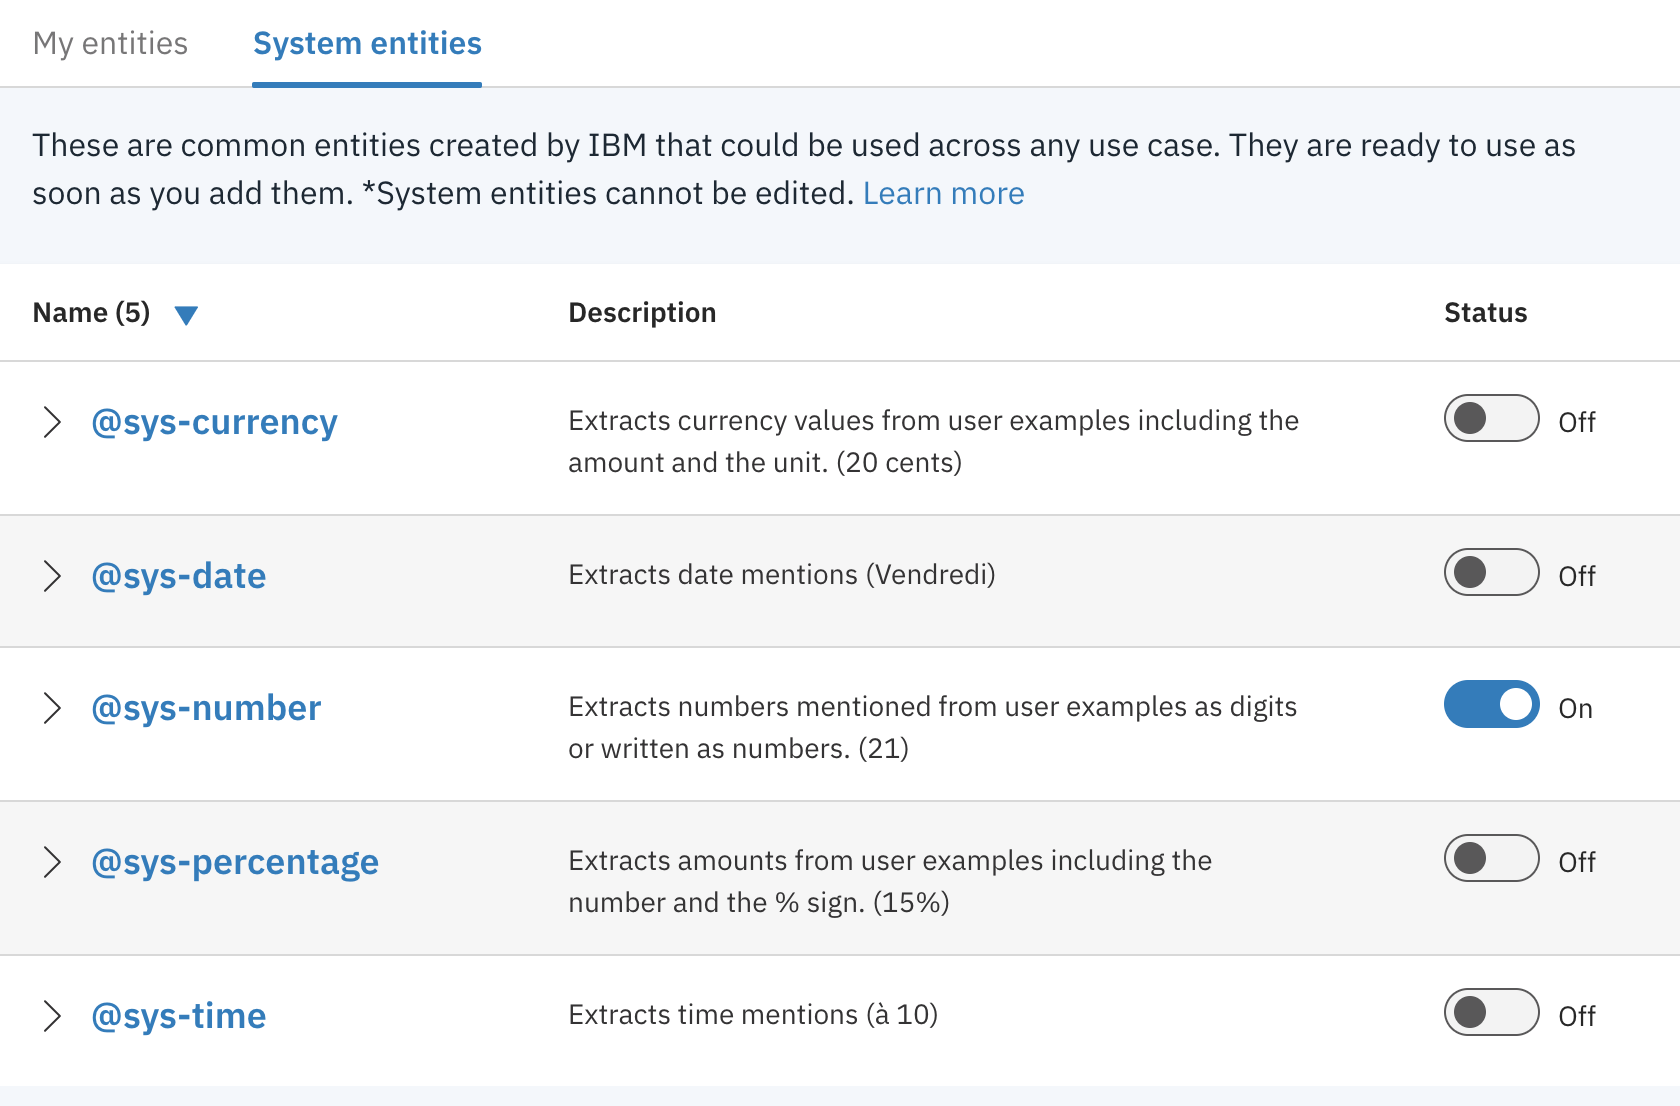 My entities
System entities
These are common entities created by IBM that could be used across any use case. They are ready to use as
soon as you add them. *System entities cannot be edited. Learn more
Name (5)
Description
Status
@sys-currency
Extracts currency values from user examples including the
amount and the unit. (20 cents)
Off
@sys-date
Extracts date mentions (Vendredi)
Off
@sys-number
Extracts numbers mentioned from user examples as digits
or written as numbers. (21)
On
@sys-percentage
Extracts amounts from user examples including the
number and the % sign. (15%)
Off
@sys-time
Extracts time mentions (à 10)
Off